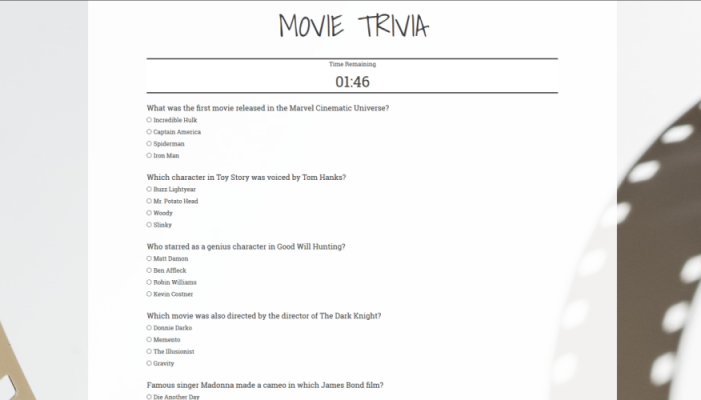 MOVIE TRIVIA
Time Remaining
01:46
What was the first movie released in the Marvel Cinematic Universe?
Incredible Hulk
Captain America
Spiderman
Iron Man
Which character in Toy Story was voiced by Tom Hanks?
Buzz Lightyear
Mr. Potato Head
Woody
Slinky
Who starred as a genius character in Good Will Hunting?
Matt Damon
Ben Affleck
Robin Williams
Kevin Costner
Which movie was also directed by the director of The Dark Knight?
Donnie Darko
Memento
The Illusionist
Gravity
Famous singer Madonna made a cameo in which James Bond film?
Die Another Day